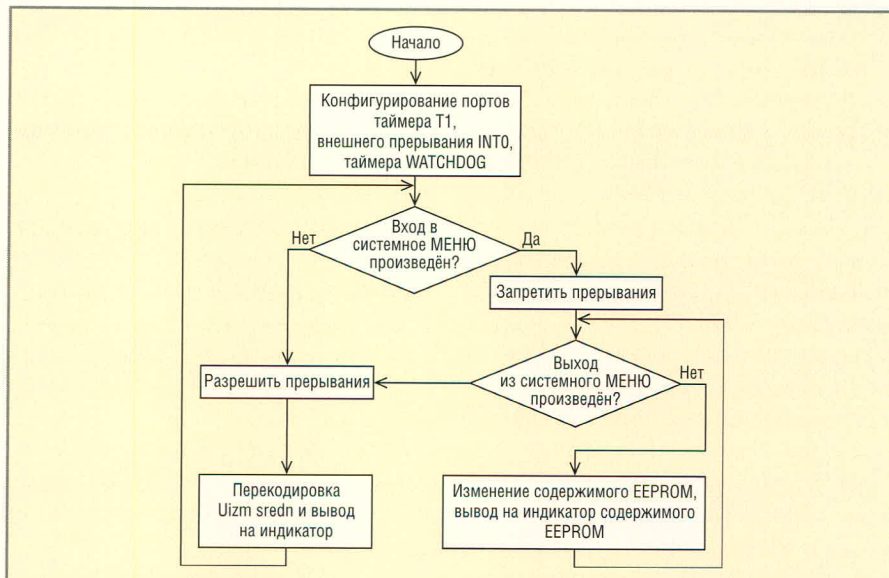 Начало
Конфигурирование портов
таймера T1,
внешнего прерывания INT0,
таймера WATCHDOG
Вход в
системное МЕНЮ
произведён?
Нет
Да
Запретить прерывания
Выход
из системного МЕНЮ
произведён?
Нет
Разрешить прерывания
Перекодировка
Uizm sredn и вывод
на индикатор
Изменение содержимого EEPROM,
вывод на индикатор содержимого
EEPROM